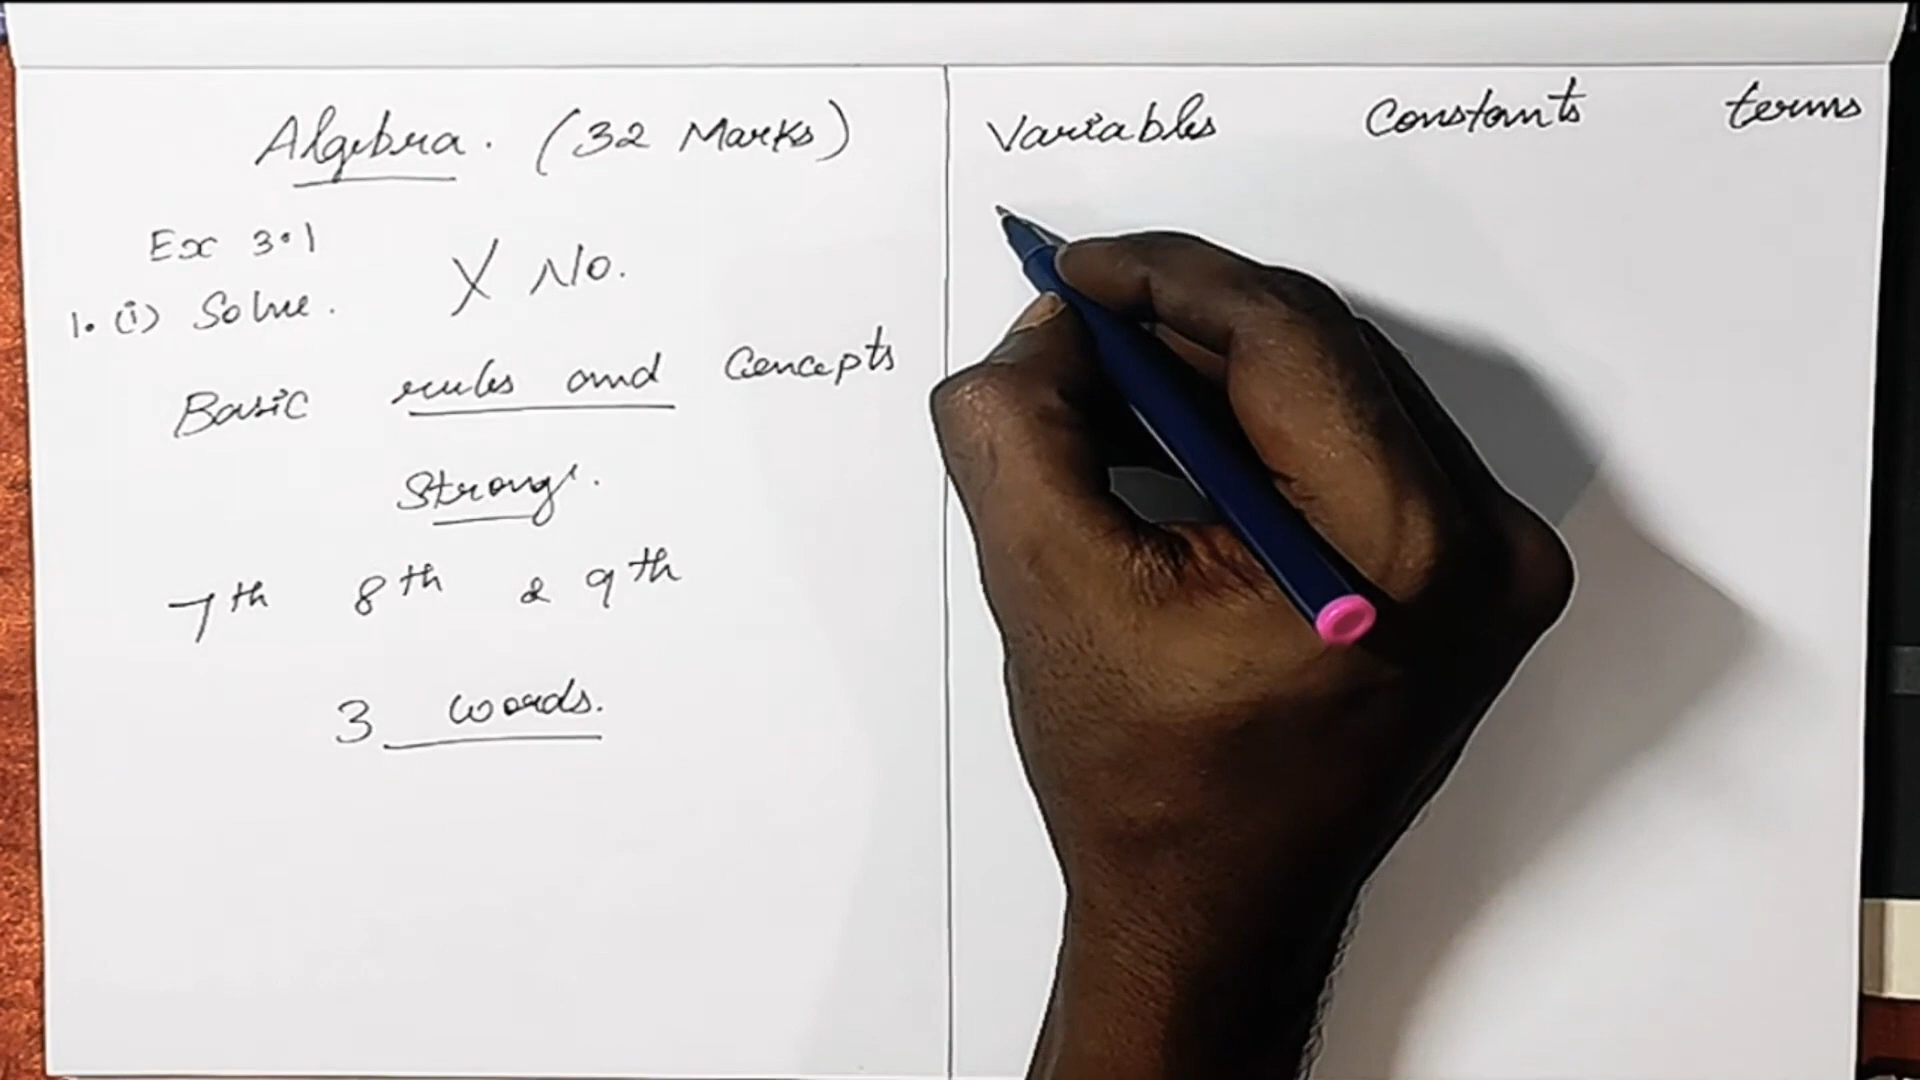 Algebra. (32 Marks)
Ex 3.1
1. (i) Solve. X No.
Basic rules and Concepts
Strong.
7th 8th & 9th
3 words.
Variables Constants terms